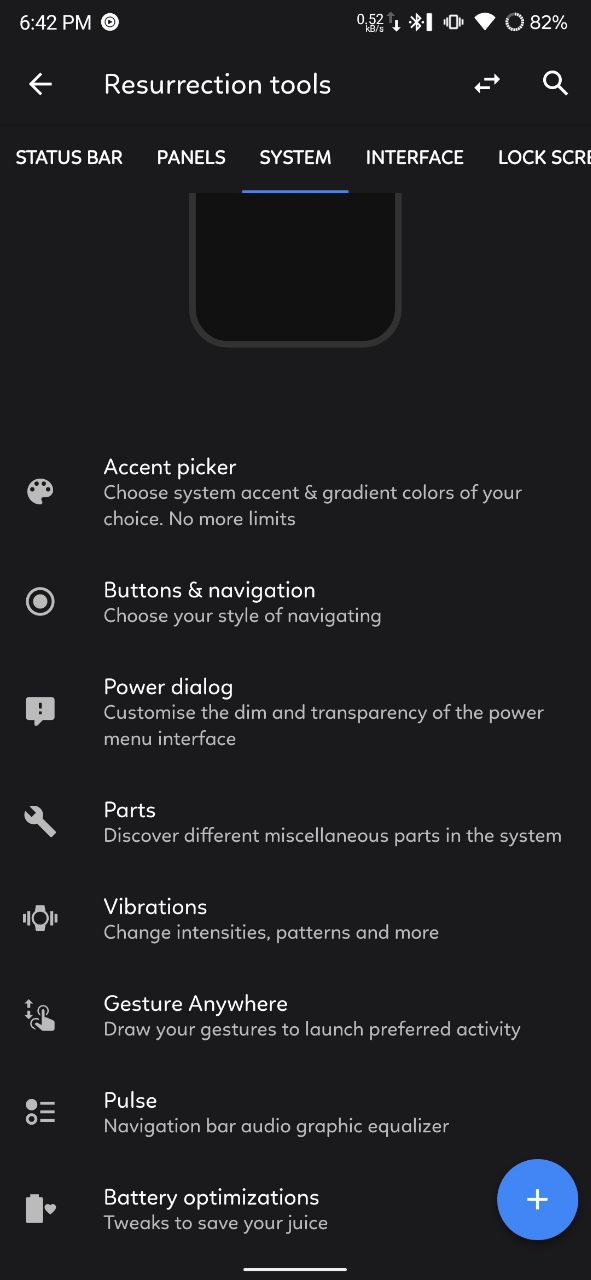 6:42 PM 0.52 kB/s 82%
Resurrection tools
STATUS BAR PANELS SYSTEM INTERFACE LOCK SCRE
Accent picker
Choose system accent & gradient colors of your
choice. No more limits
Buttons & navigation
Choose your style of navigating
Power dialog
Customise the dim and transparency of the power
menu interface
Parts
Discover different miscellaneous parts in the system
Vibrations
Change intensities, patterns and more
Gesture Anywhere
Draw your gestures to launch preferred activity
Pulse
Navigation bar audio graphic equalizer
Battery optimizations
Tweaks to save your juice